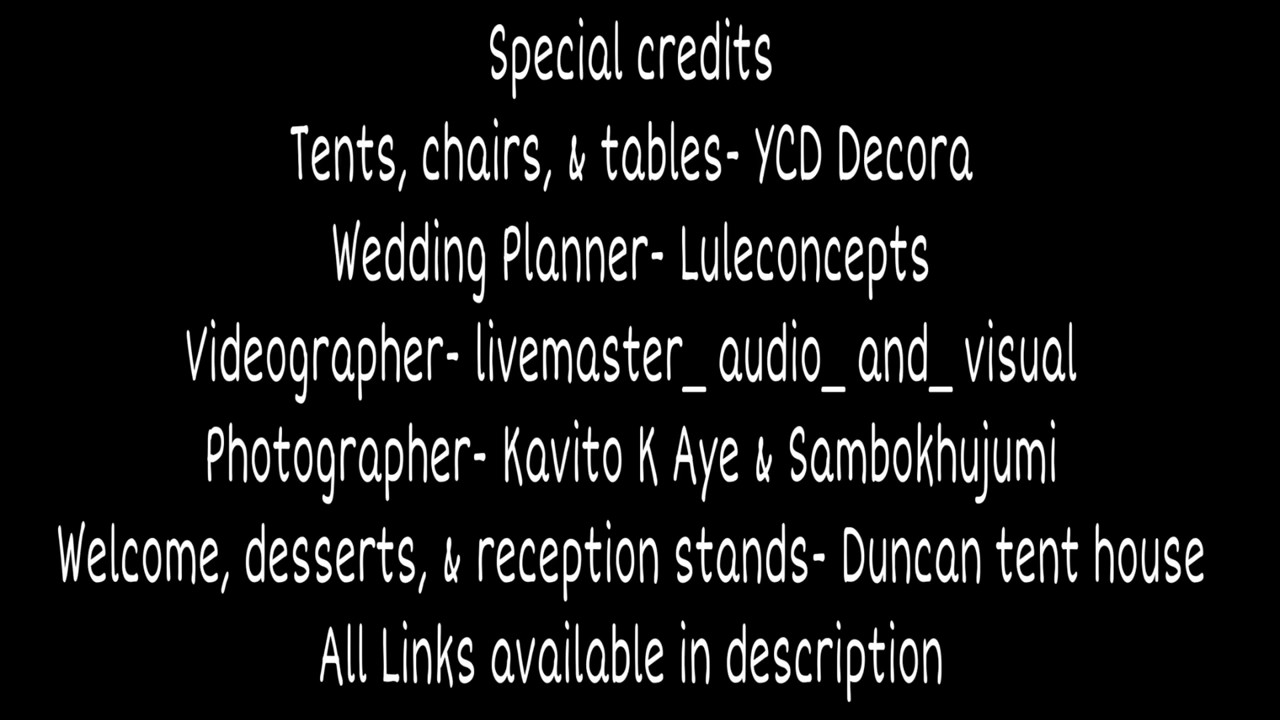 Special credits
Tents, chairs, & tables- YCD Decora
Wedding Planner- Luleconcepts
Videographer- livemaster_ audio_ and_ visual
Photographer- Kavito K Aye & Sambokhujumi
Welcome, desserts, & reception stands- Duncan tent house
All Links available in description